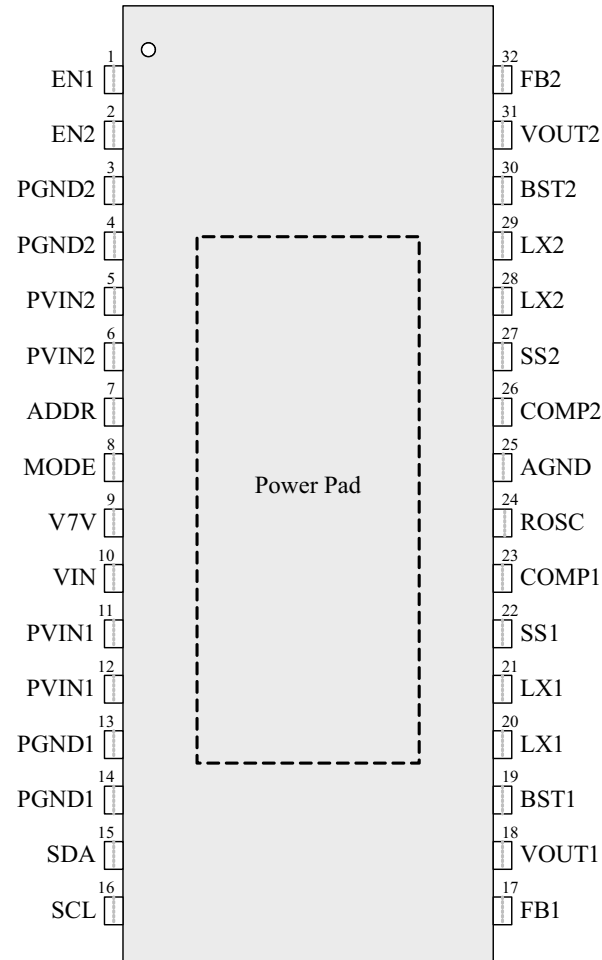 1
EN1
2
EN2
3
PGND2
4
PGND2
5
PVIN2
6
PVIN2
7
ADDR
8
MODE
9
V7V
10
VIN
11
PVIN1
12
PVIN1
13
PGND1
14
PGND1
15
SDA
16
SCL
Power Pad
32
FB2
31
VOUT2
30
BST2
29
LX2
28
LX2
27
SS2
26
COMP2
25
AGND
24
ROSC
23
COMP1
22
SS1
21
LX1
20
LX1
19
BST1
18
VOUT1
17
FB1